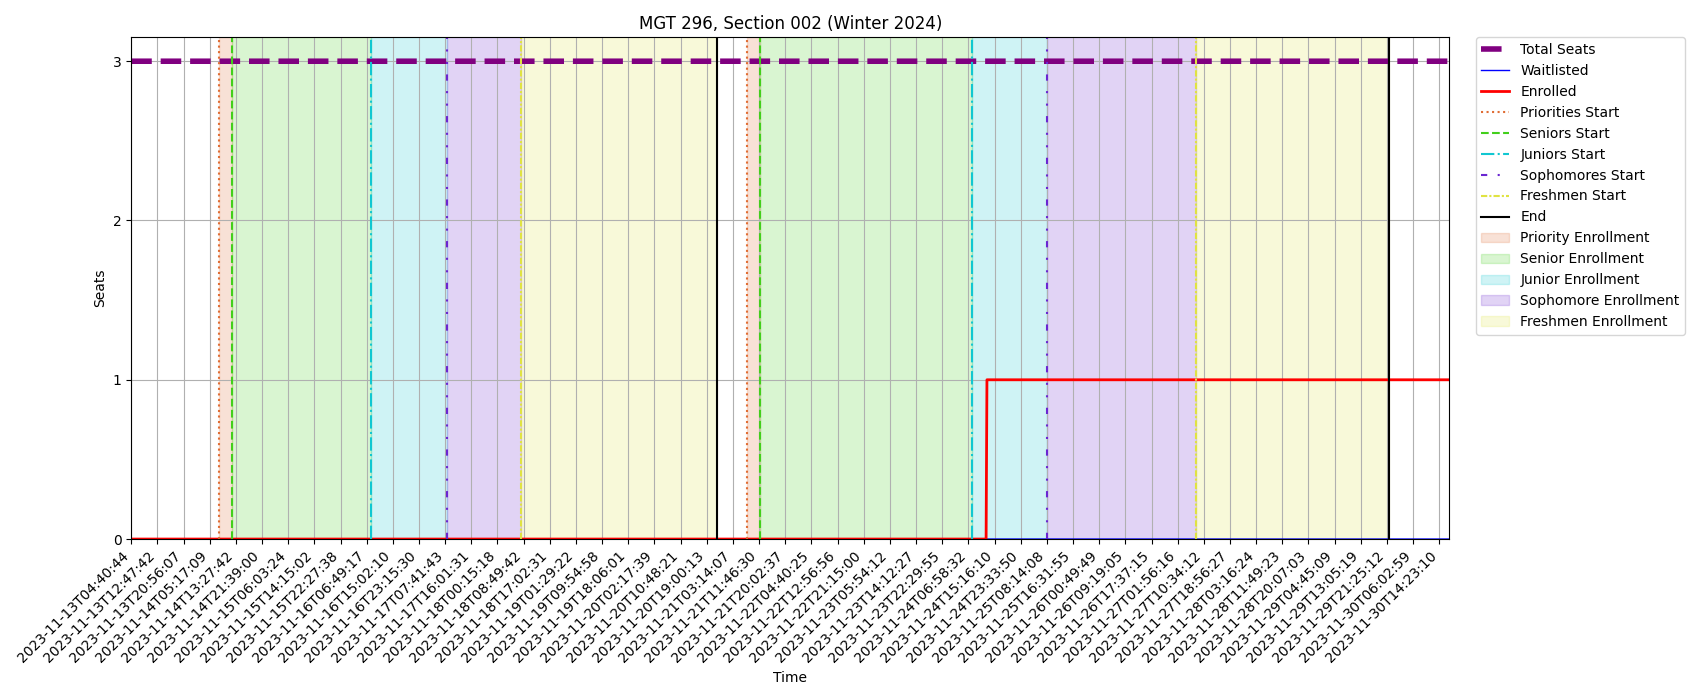 MGT 296, Section 002 (Winter 2024)
3
2
1
0
Seats
2023-11-13T04:40:44
2023-11-13T12:47:42
2023-11-13T20:56:07
2023-11-14T05:17:09
2023-11-14T13:27:42
2023-11-14T21:39:00
2023-11-15T06:03:24
2023-11-15T14:15:02
2023-11-15T22:27:38
2023-11-16T06:49:17
2023-11-16T15:02:10
2023-11-16T23:15:30
2023-11-17T07:41:43
2023-11-17T16:01:31
2023-11-18T00:15:18
2023-11-18T08:49:42
2023-11-18T17:02:31
2023-11-19T01:29:22
2023-11-19T09:54:58
2023-11-19T18:06:01
2023-11-20T02:17:39
2023-11-20T10:48:21
2023-11-20T19:00:13
2023-11-21T03:14:07
2023-11-21T11:46:30
2023-11-21T20:02:37
2023-11-22T04:40:25
2023-11-22T12:56:56
2023-11-22T21:15:00
2023-11-23T05:54:12
2023-11-23T14:12:27
2023-11-23T22:29:55
2023-11-24T06:58:32
2023-11-24T15:16:10
2023-11-24T23:33:50
2023-11-25T08:14:08
2023-11-25T16:31:55
2023-11-26T00:49:49
2023-11-26T09:19:05
2023-11-26T17:37:15
2023-11-27T01:56:16
2023-11-27T10:34:12
2023-11-27T18:56:27
2023-11-28T03:16:24
2023-11-28T11:49:23
2023-11-28T20:07:03
2023-11-29T04:45:09
2023-11-29T13:05:19
2023-11-29T21:25:12
2023-11-30T06:02:59
2023-11-30T14:23:10
Time
Total Seats
Waitlisted
Enrolled
Priorities Start
Seniors Start
Juniors Start
Sophomores Start
Freshmen Start
End
Priority Enrollment
Senior Enrollment
Junior Enrollment
Sophomore Enrollment
Freshmen Enrollment